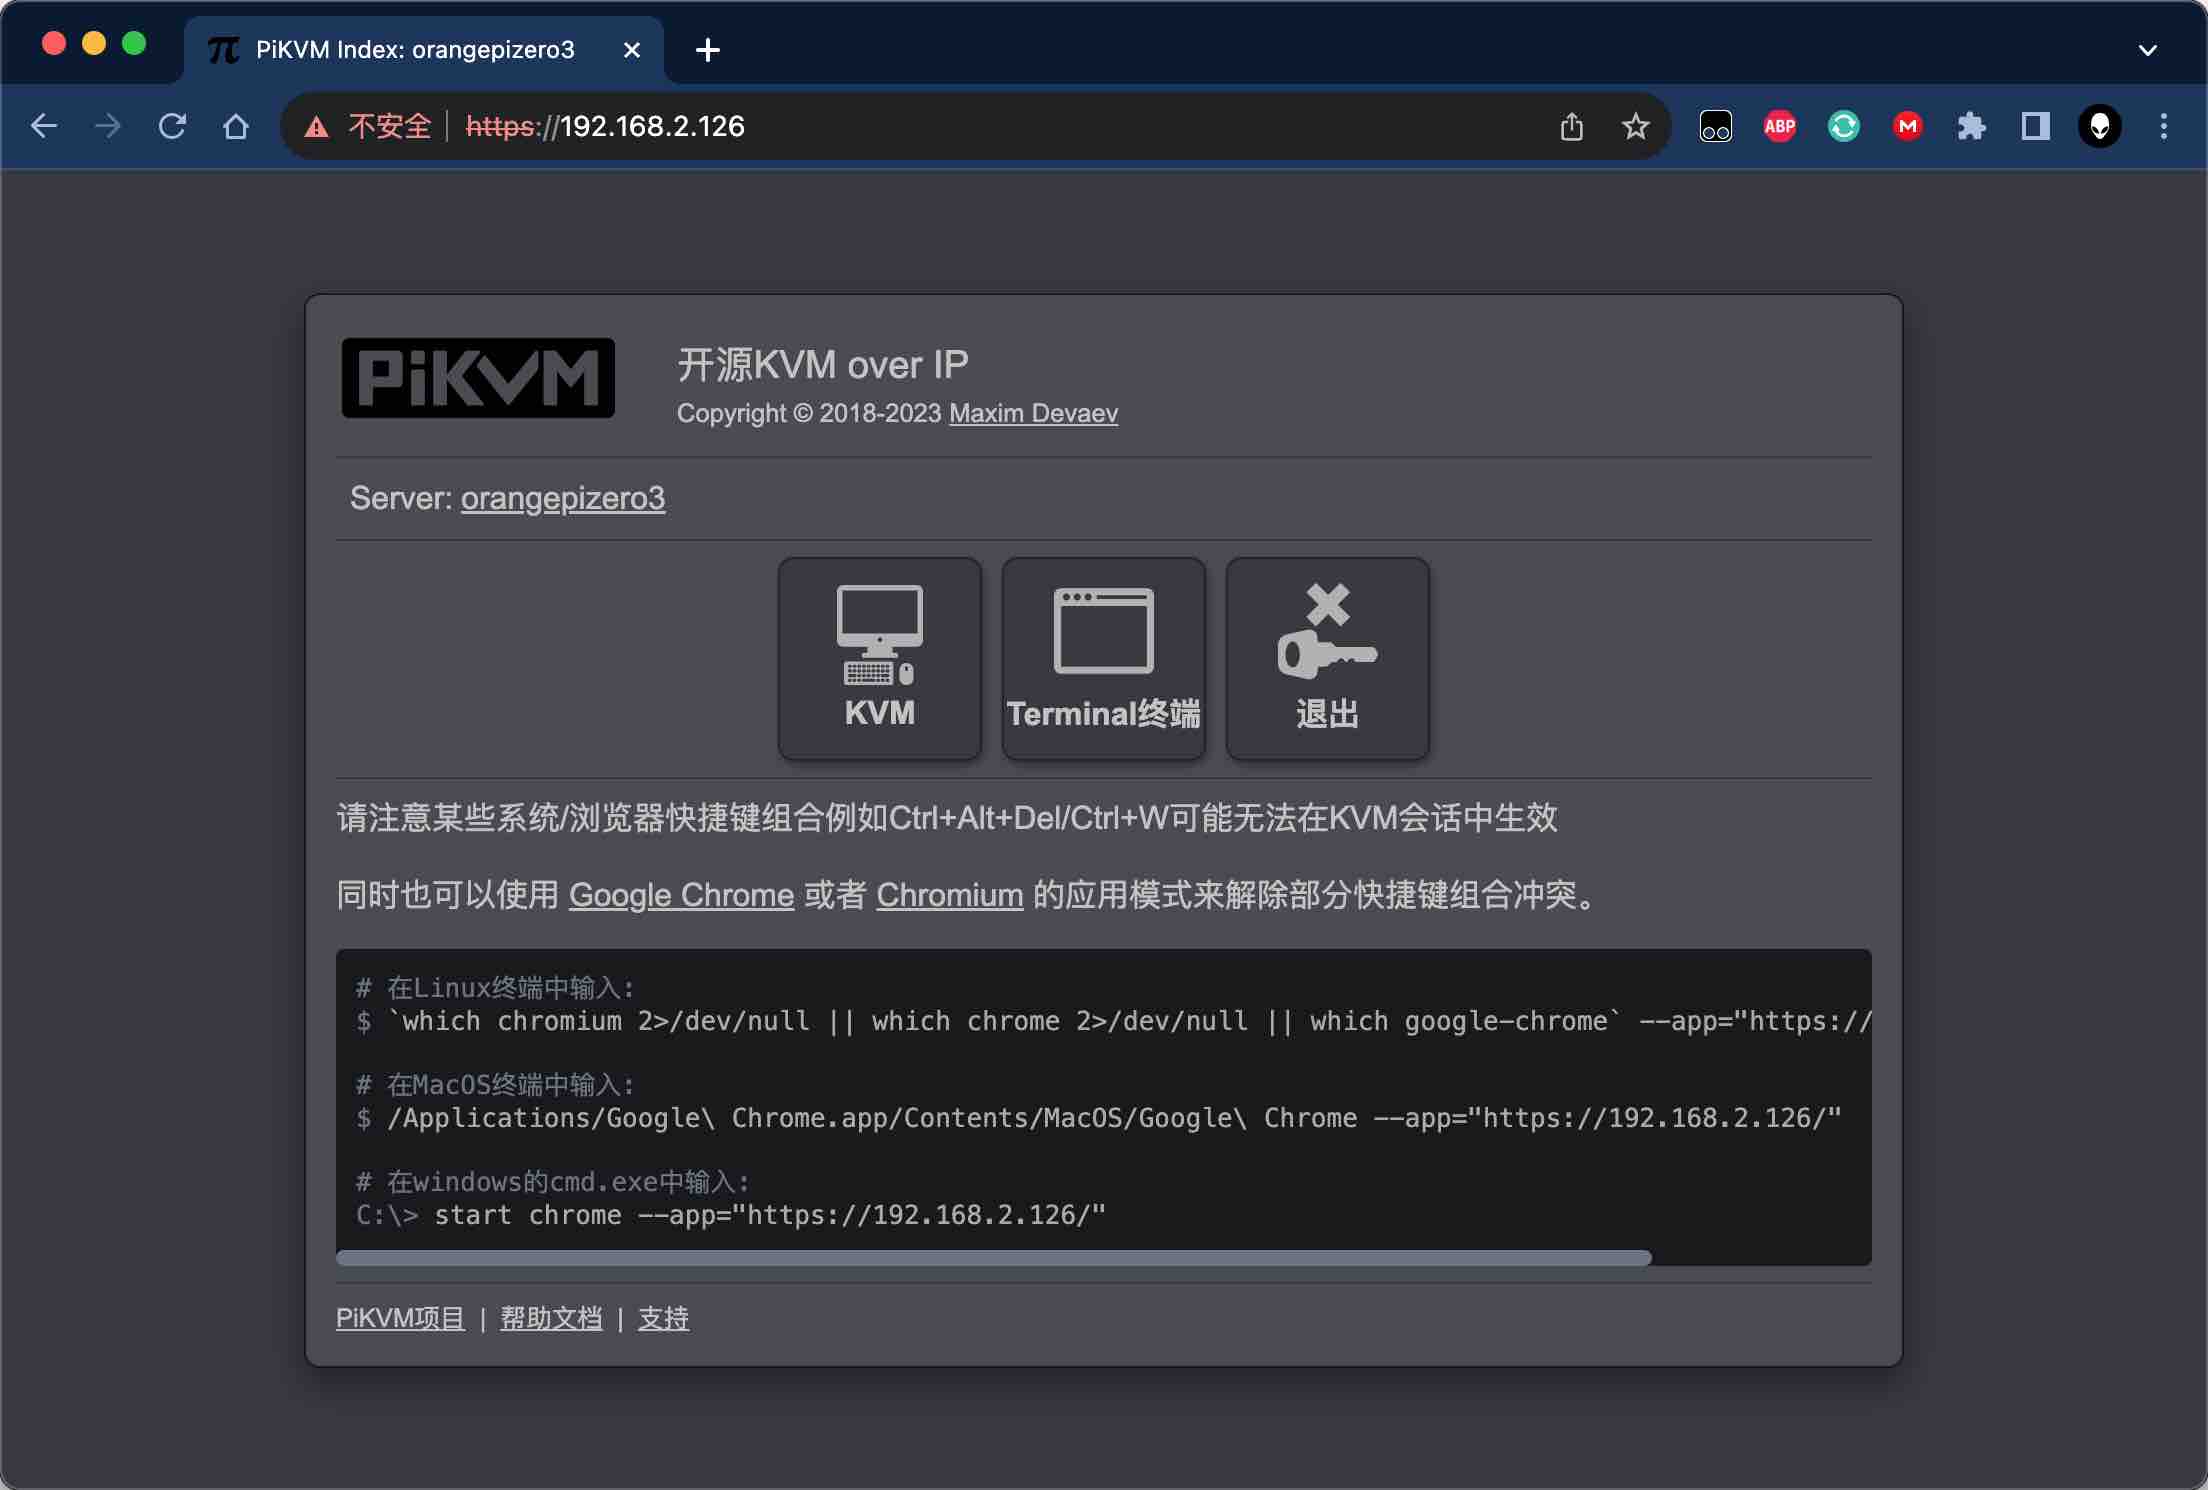 PiKVM Index: orangepizero3
不安全 https://192.168.2.126
ABP
M
PiKVM
开源KVM over IP
Copyright © 2018-2023 Maxim Devaev
Server: orangepizero3
KVM
Terminal终端
退出
请注意某些系统/浏览器快捷键组合例如Ctrl+Alt+Del/Ctrl+W可能无法在KVM会话中生效
同时也可以使用 Google Chrome 或者 Chromium 的应用模式来解除部分快捷键组合冲突。
# 在Linux终端中输入:
$ `which chromium 2>/dev/null || which chrome 2>/dev/null || which google-chrome` --app="https://
# 在MacOS终端中输入:
$ /Applications/Google\ Chrome.app/Contents/MacOS/Google\ Chrome --app="https://192.168.2.126/"
# 在windows的cmd.exe中输入:
C:\> start chrome --app="https://192.168.2.126/"
PiKVM项目 | 帮助文档 | 支持